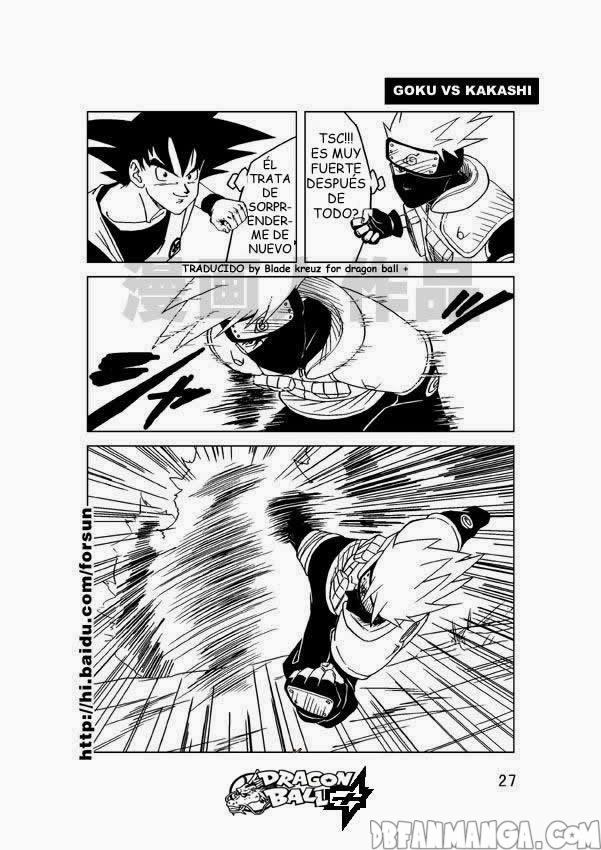 GOKU VS KAKASHI
ÉL
TRATA
DE
SORPR-
ENDER-
ME DE
NUEVO
TSC!!!
ES MUY
FUERTE
DESPUÉS
DE
TODO?
TRADUCIDO by Blade kreuz for dragon ball +
http://hi.baidu.com/forsun
DRAGON
BALL
27
DBFANMANGA.COM